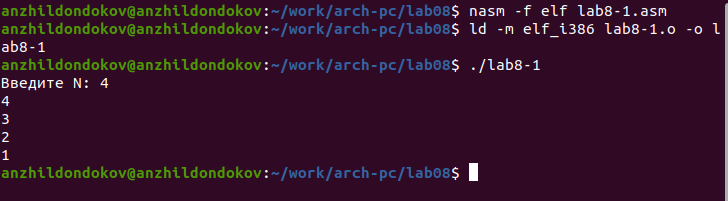 anzhildondokov@anzhildondokov:~/work/arch-pc/lab08$ nasm -f elf lab8-1.asm
anzhildondokov@anzhildondokov:~/work/arch-pc/lab08$ ld -m elf_i386 lab8-1.o -o l
ab8-1
anzhildondokov@anzhildondokov:~/work/arch-pc/lab08$ ./lab8-1
Введите N: 4
4
3
2
1
anzhildondokov@anzhildondokov:~/work/arch-pc/lab08$